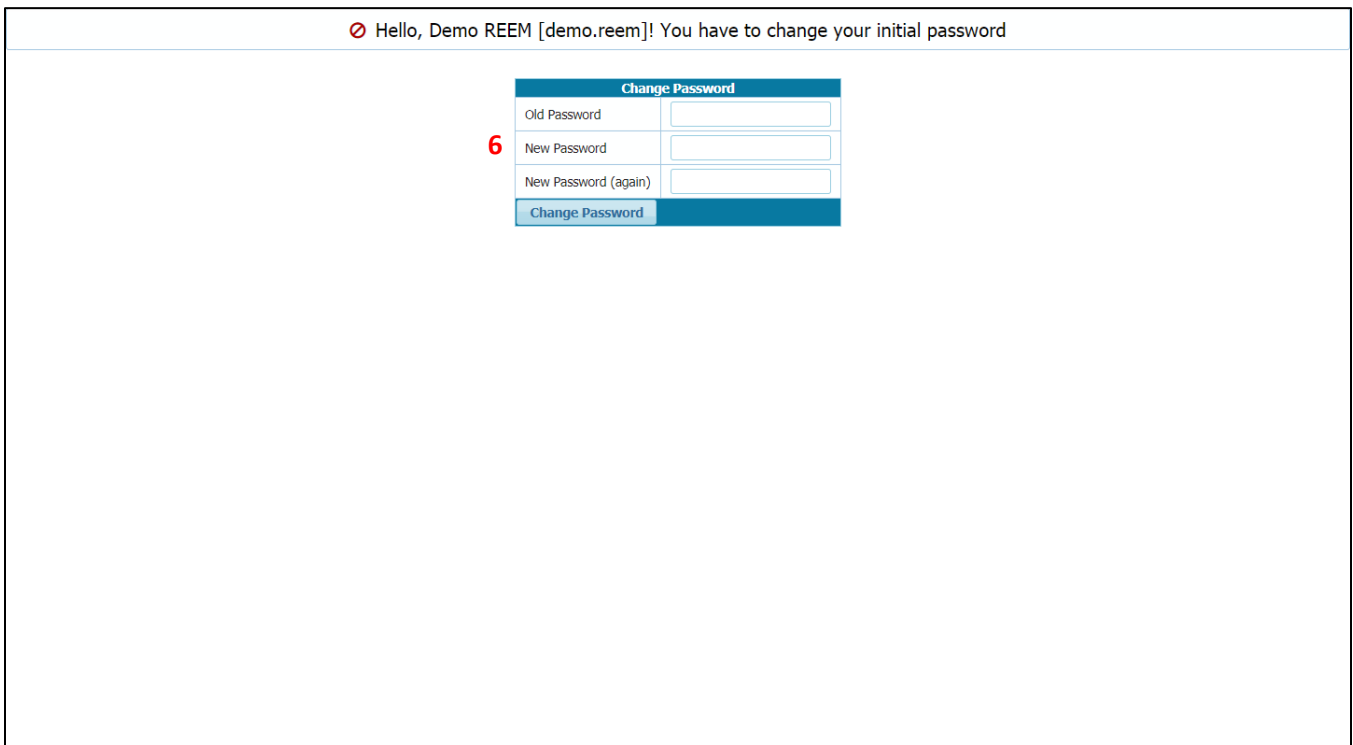 Hello, Demo REEM [demo.reem]! You have to change your initial password
Change Password
Old Password
6
New Password
New Password (again)
Change Password